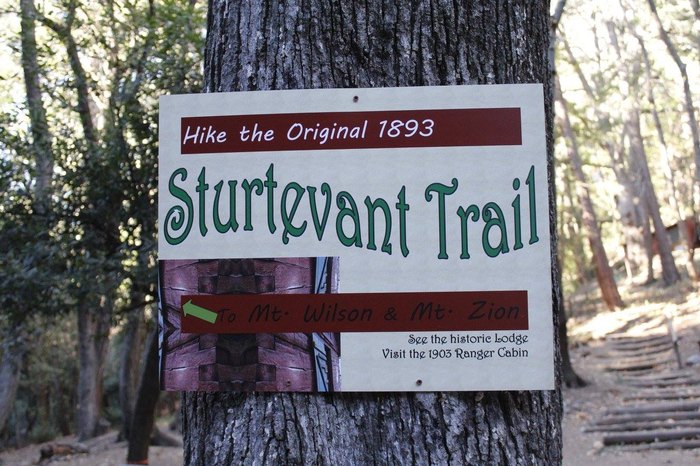 Hike the Original 1893
Sturtevant Trail
To Mt. Wilson & Mt. Zion
See the historic Lodge
Visit the 1903 Ranger Cabin